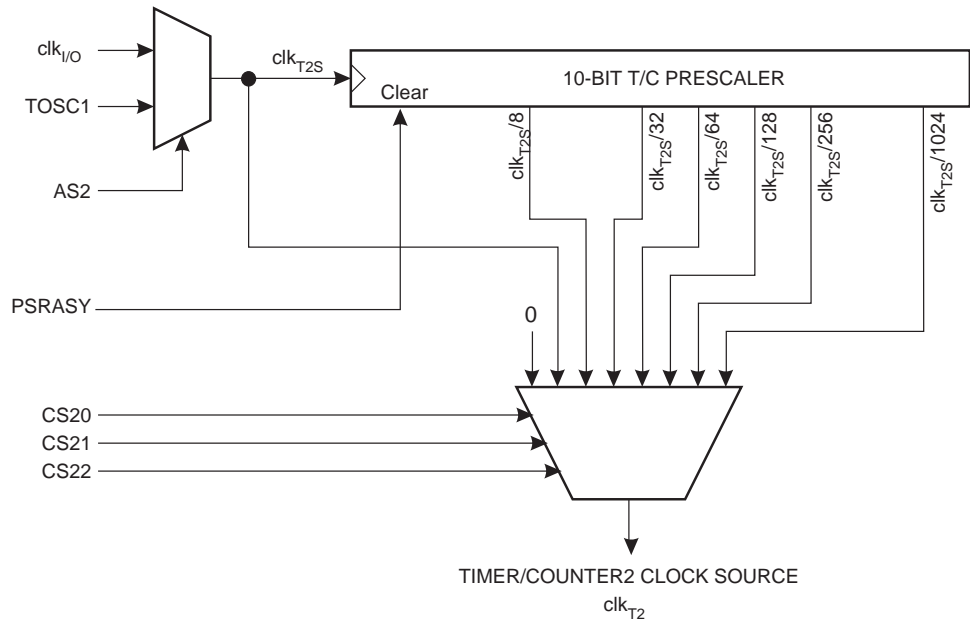 clkI/O
clkT2S
10-BIT T/C PRESCALER
TOSC1
Clear
clkT2S/8
clkT2S/32
clkT2S/64
clkT2S/128
clkT2S/256
clkT2S/1024
AS2
PSRASY
0
CS20
CS21
CS22
TIMER/COUNTER2 CLOCK SOURCE
clkT2